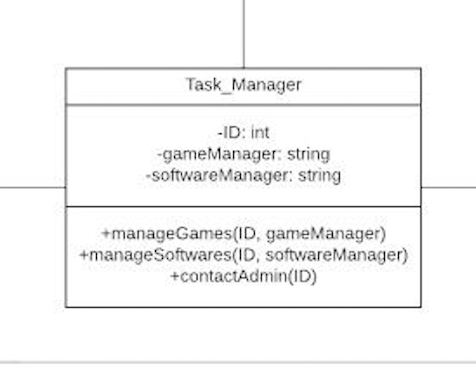 Task_Manager
-ID: int
-gameManager: string
-softwareManager: string
+manageGames(ID, gameManager)
+manageSoftwares(ID, softwareManager)
+contactAdmin(ID)